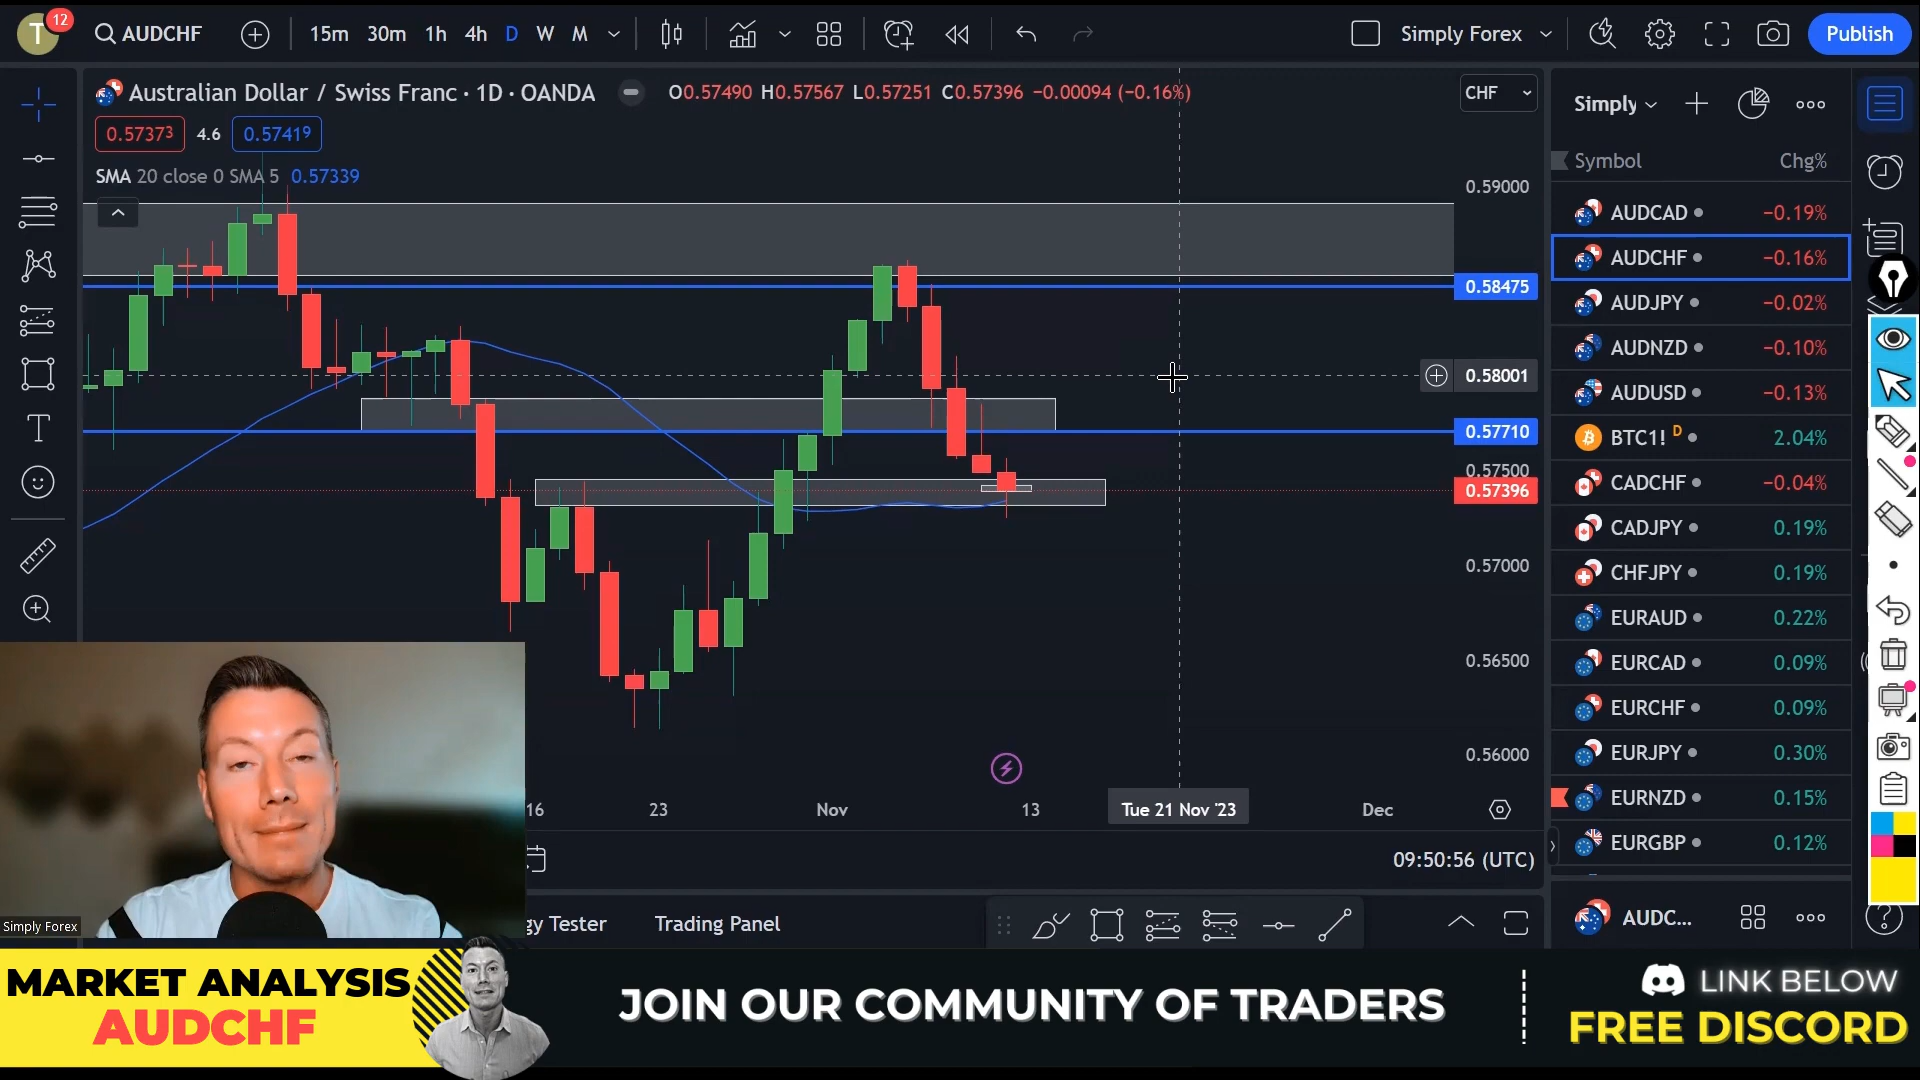 T
12
AUDCHF
15m 30m 1h 4h D W M
Simply Forex
Publish
Australian Dollar / Swiss Franc · 1D · OANDA
O0.57490 H0.57567 L0.57251 C0.57396 −0.00094 (−0.16%)
CHF
0.57373 4.6 0.57419
SMA 20 close 0 SMA 5 0.57339
0.59000
0.58475
0.58001
0.57710
0.57500
0.57396
0.57000
0.56500
0.56000
16 23 Nov 13 Tue 21 Nov '23 Dec
09:50:56 (UTC)
gy Tester Trading Panel
Simply
Symbol Chg%
AUDCAD −0.19%
AUDCHF −0.16%
AUDJPY −0.02%
AUDNZD −0.10%
AUDUSD −0.13%
BTC1! D 2.04%
CADCHF −0.04%
CADJPY 0.19%
CHFJPY 0.19%
EURAUD 0.22%
EURCAD 0.09%
EURCHF 0.09%
EURJPY 0.30%
EURNZD 0.15%
EURGBP 0.12%
AUDC...
Simply Forex
MARKET ANALYSIS
AUDCHF
JOIN OUR COMMUNITY OF TRADERS
LINK BELOW
FREE DISCORD